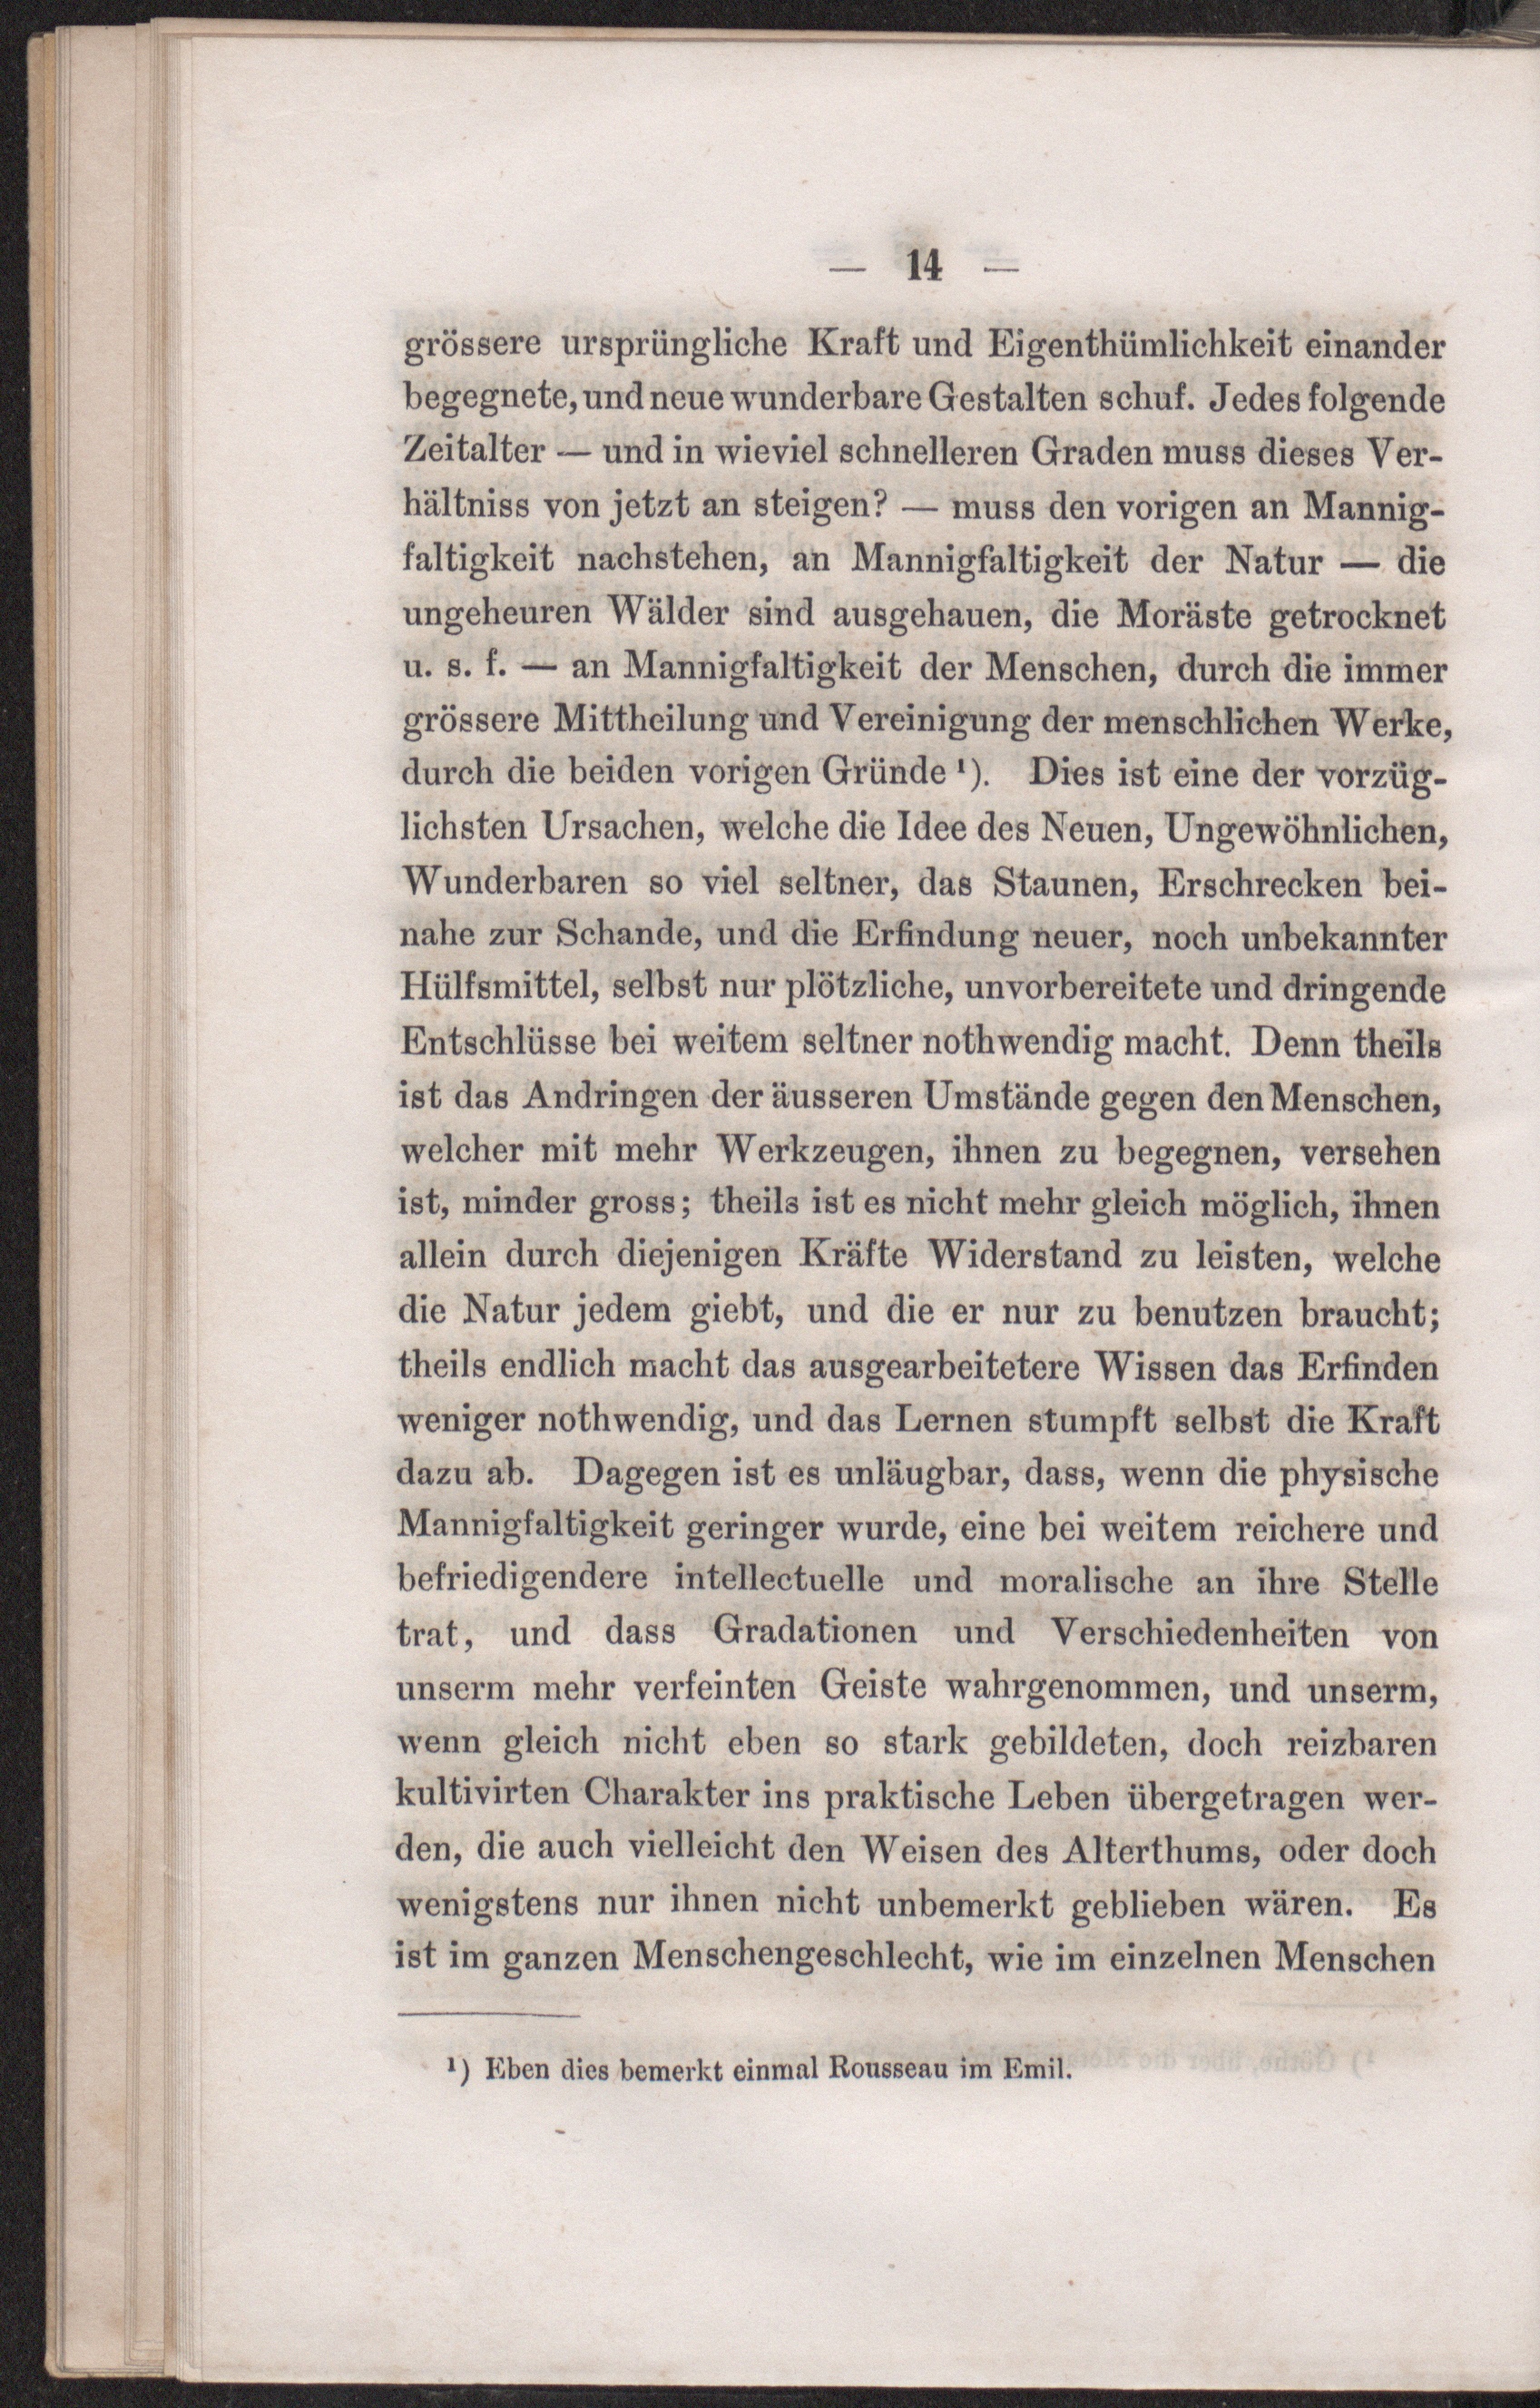 — 14 —
grössere ursprüngliche Kraft und Eigenthümlichkeit einander
begegnete, und neue wunderbare Gestalten schuf. Jedes folgende
Zeitalter — und in wieviel schnelleren Graden muss dieses Ver-
hältniss von jetzt an steigen? — muss den vorigen an Mannig-
faltigkeit nachstehen, an Mannigfaltigkeit der Natur — die
ungeheuren Wälder sind ausgehauen, die Moräste getrocknet
u. s. f. — an Mannigfaltigkeit der Menschen, durch die immer
grössere Mittheilung und Vereinigung der menschlichen Werke,
durch die beiden vorigen Gründe ¹). Dies ist eine der vorzüg-
lichsten Ursachen, welche die Idee des Neuen, Ungewöhnlichen,
Wunderbaren so viel seltner, das Staunen, Erschrecken bei-
nahe zur Schande, und die Erfindung neuer, noch unbekannter
Hülfsmittel, selbst nur plötzliche, unvorbereitete und dringende
Entschlüsse bei weitem seltner nothwendig macht. Denn theils
ist das Andringen der äusseren Umstände gegen den Menschen,
welcher mit mehr Werkzeugen, ihnen zu begegnen, versehen
ist, minder gross; theils ist es nicht mehr gleich möglich, ihnen
allein durch diejenigen Kräfte Widerstand zu leisten, welche
die Natur jedem giebt, und die er nur zu benutzen braucht;
theils endlich macht das ausgearbeitetere Wissen das Erfinden
weniger nothwendig, und das Lernen stumpft selbst die Kraft
dazu ab. Dagegen ist es unläugbar, dass, wenn die physische
Mannigfaltigkeit geringer wurde, eine bei weitem reichere und
befriedigendere intellectuelle und moralische an ihre Stelle
trat, und dass Gradationen und Verschiedenheiten von
unserm mehr verfeinten Geiste wahrgenommen, und unserm,
wenn gleich nicht eben so stark gebildeten, doch reizbaren
kultivirten Charakter ins praktische Leben übergetragen wer-
den, die auch vielleicht den Weisen des Alterthums, oder doch
wenigstens nur ihnen nicht unbemerkt geblieben wären. Es
ist im ganzen Menschengeschlecht, wie im einzelnen Menschen
¹) Eben dies bemerkt einmal Rousseau im Emil.